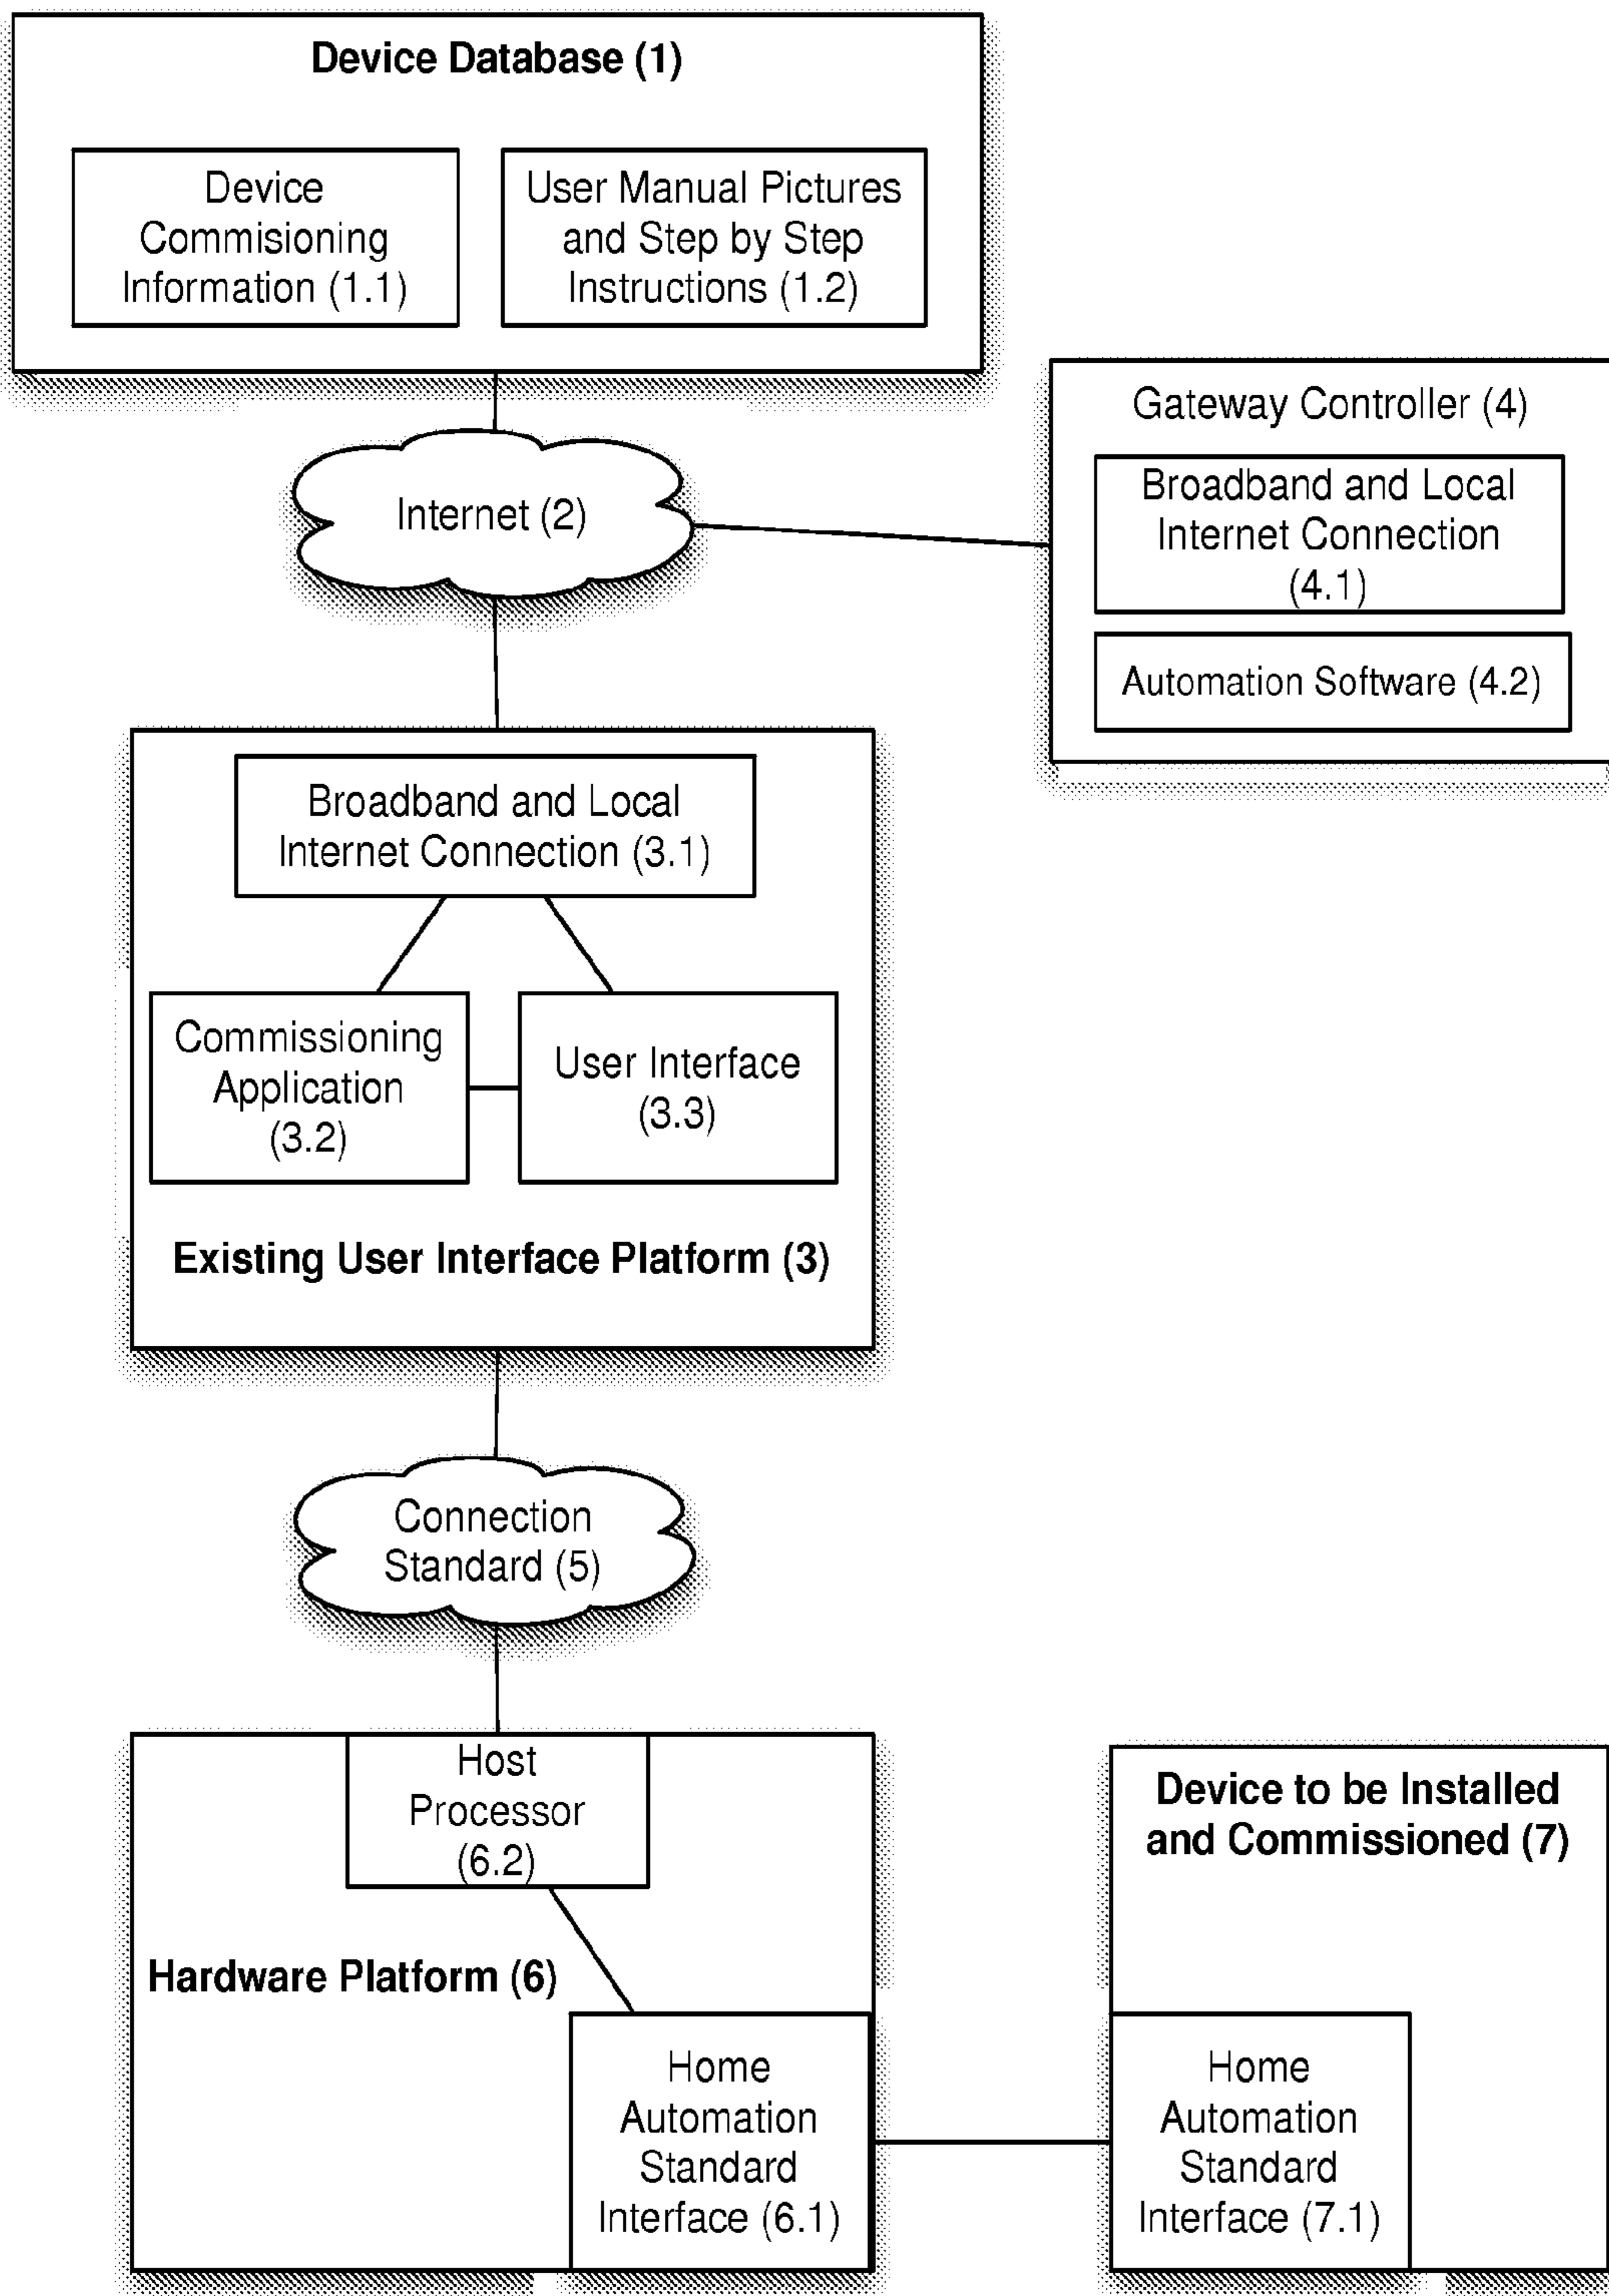 Device Database (1)
Device
Commisioning
Information (1.1)
User Manual Pictures
and Step by Step
Instructions (1.2)
Internet (2)
Gateway Controller (4)
Broadband and Local
Internet Connection
(4.1)
Automation Software (4.2)
Broadband and Local
Internet Connection (3.1)
Commissioning
Application
(3.2)
User Interface
(3.3)
Existing User Interface Platform (3)
Connection
Standard (5)
Host
Processor
(6.2)
Hardware Platform (6)
Home
Automation
Standard
Interface (6.1)
Device to be Installed
and Commissioned (7)
Home
Automation
Standard
Interface (7.1)